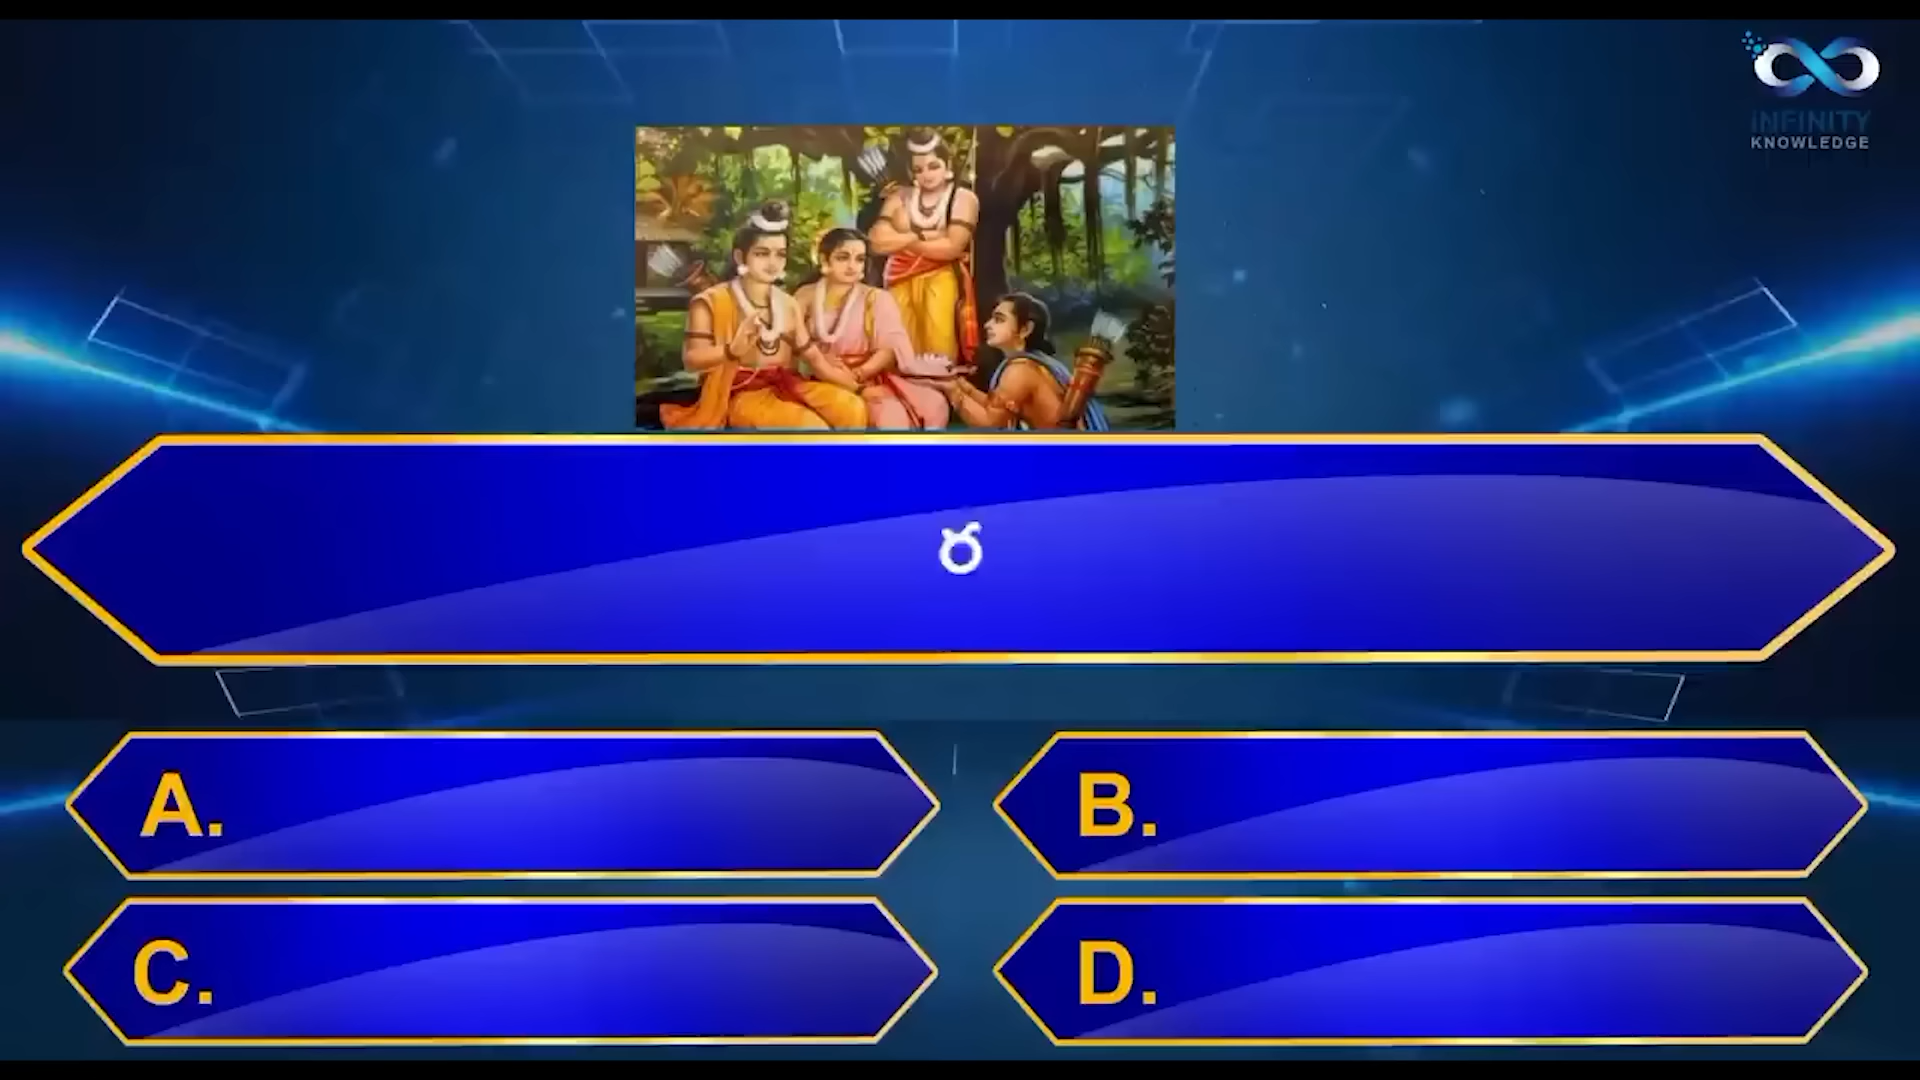 INFINITY
KNOWLEDGE
ర
A.
B.
C.
D.